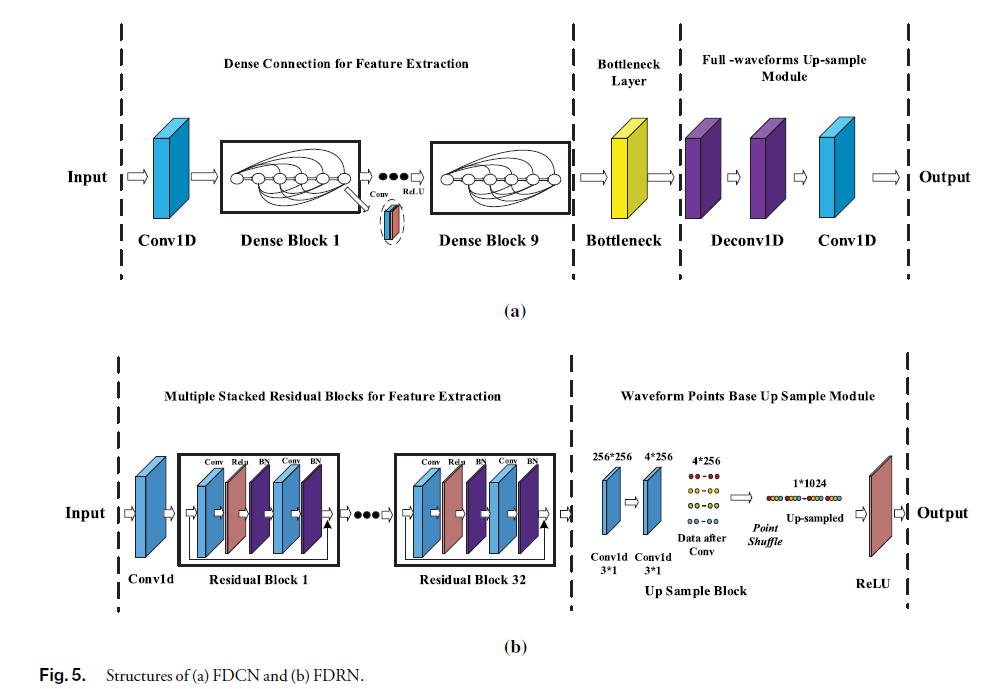 Dense Connection for Feature Extraction
Bottleneck
Layer
Full -waveforms Up-sample
Module
Input
Conv
ReLU
Output
Conv1D
Dense Block 1
Dense Block 9
Bottleneck
Deconv1D
Conv1D
(a)
Multiple Stacked Residual Blocks for Feature Extraction
Waveform Points Base Up Sample Module
Conv Relu BN Conv BN
Conv Relu BN Conv BN
256*256 4*256
4*256
1*1024
Input
Output
Up-sampled
Point
Shuffle
Data after
Conv
Conv1d
3*1
Conv1d
3*1
Conv1d
Residual Block 1
Residual Block 32
Up Sample Block
ReLU
(b)
Fig. 5. Structures of (a) FDCN and (b) FDRN.